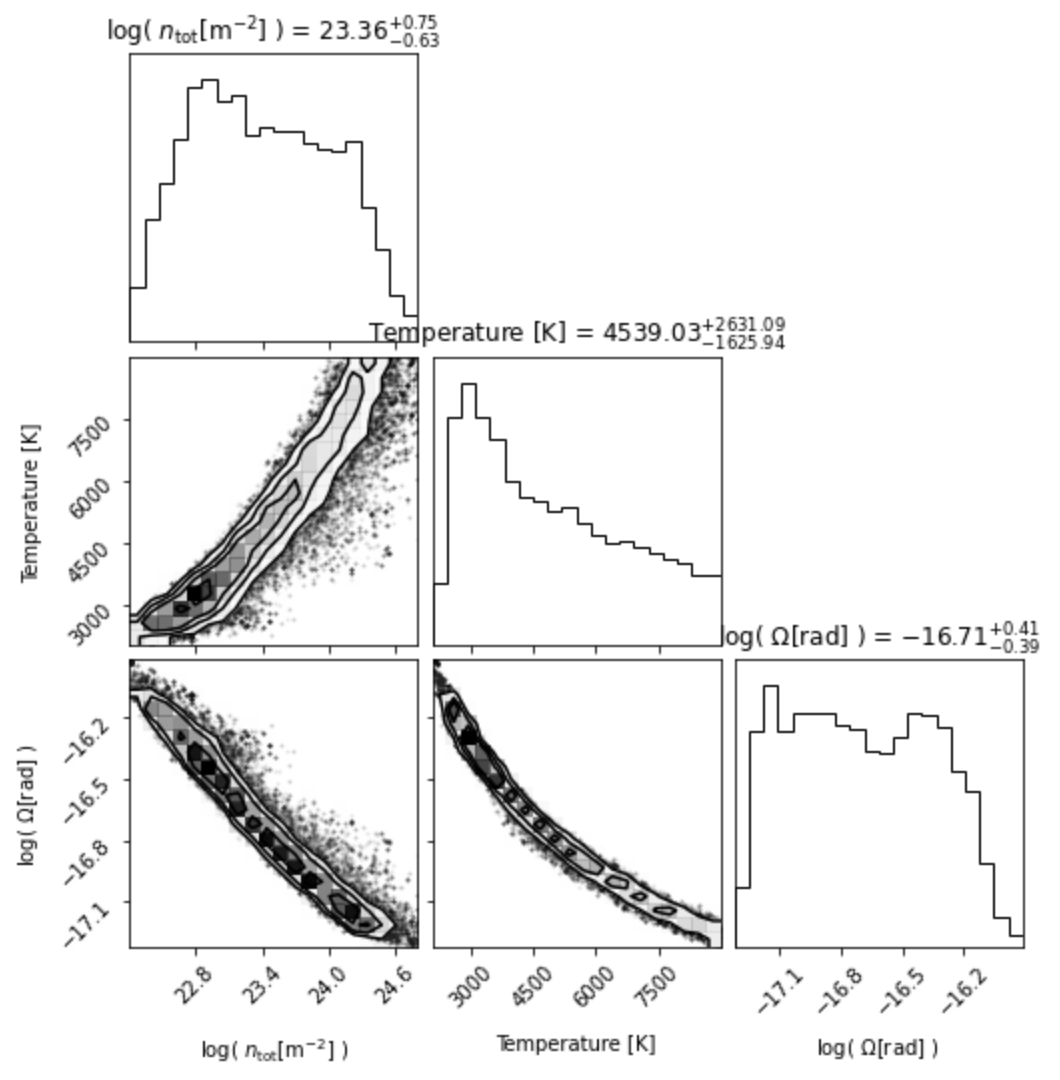 log( n_tot[m⁻²] ) = 23.36^{+0.75}_{−0.63}
Temperature [K] = 4539.03^{+2631.09}_{−1625.94}
Temperature [K]
7500
6000
4500
3000
log( Ω[rad] ) = −16.71^{+0.41}_{−0.39}
log( Ω[rad] )
−16.2
−16.5
−16.8
−17.1
22.8 23.4 24.0 24.6 3000 4500 6000 7500 −17.1 −16.8 −16.5 −16.2
log( n_tot[m⁻²] ) Temperature [K] log( Ω[rad] )